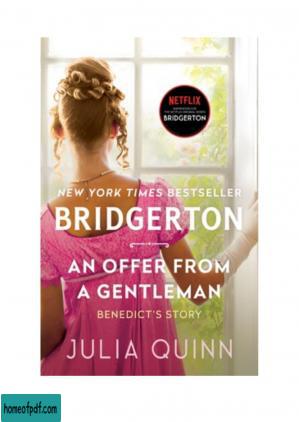 NETFLIX
BRIDGERTON
NEW YORK TIMES BESTSELLER
BRIDGERTON
AN OFFER FROM
A GENTLEMAN
BENEDICT'S STORY
JULIA QUINN
homeofpdf.com